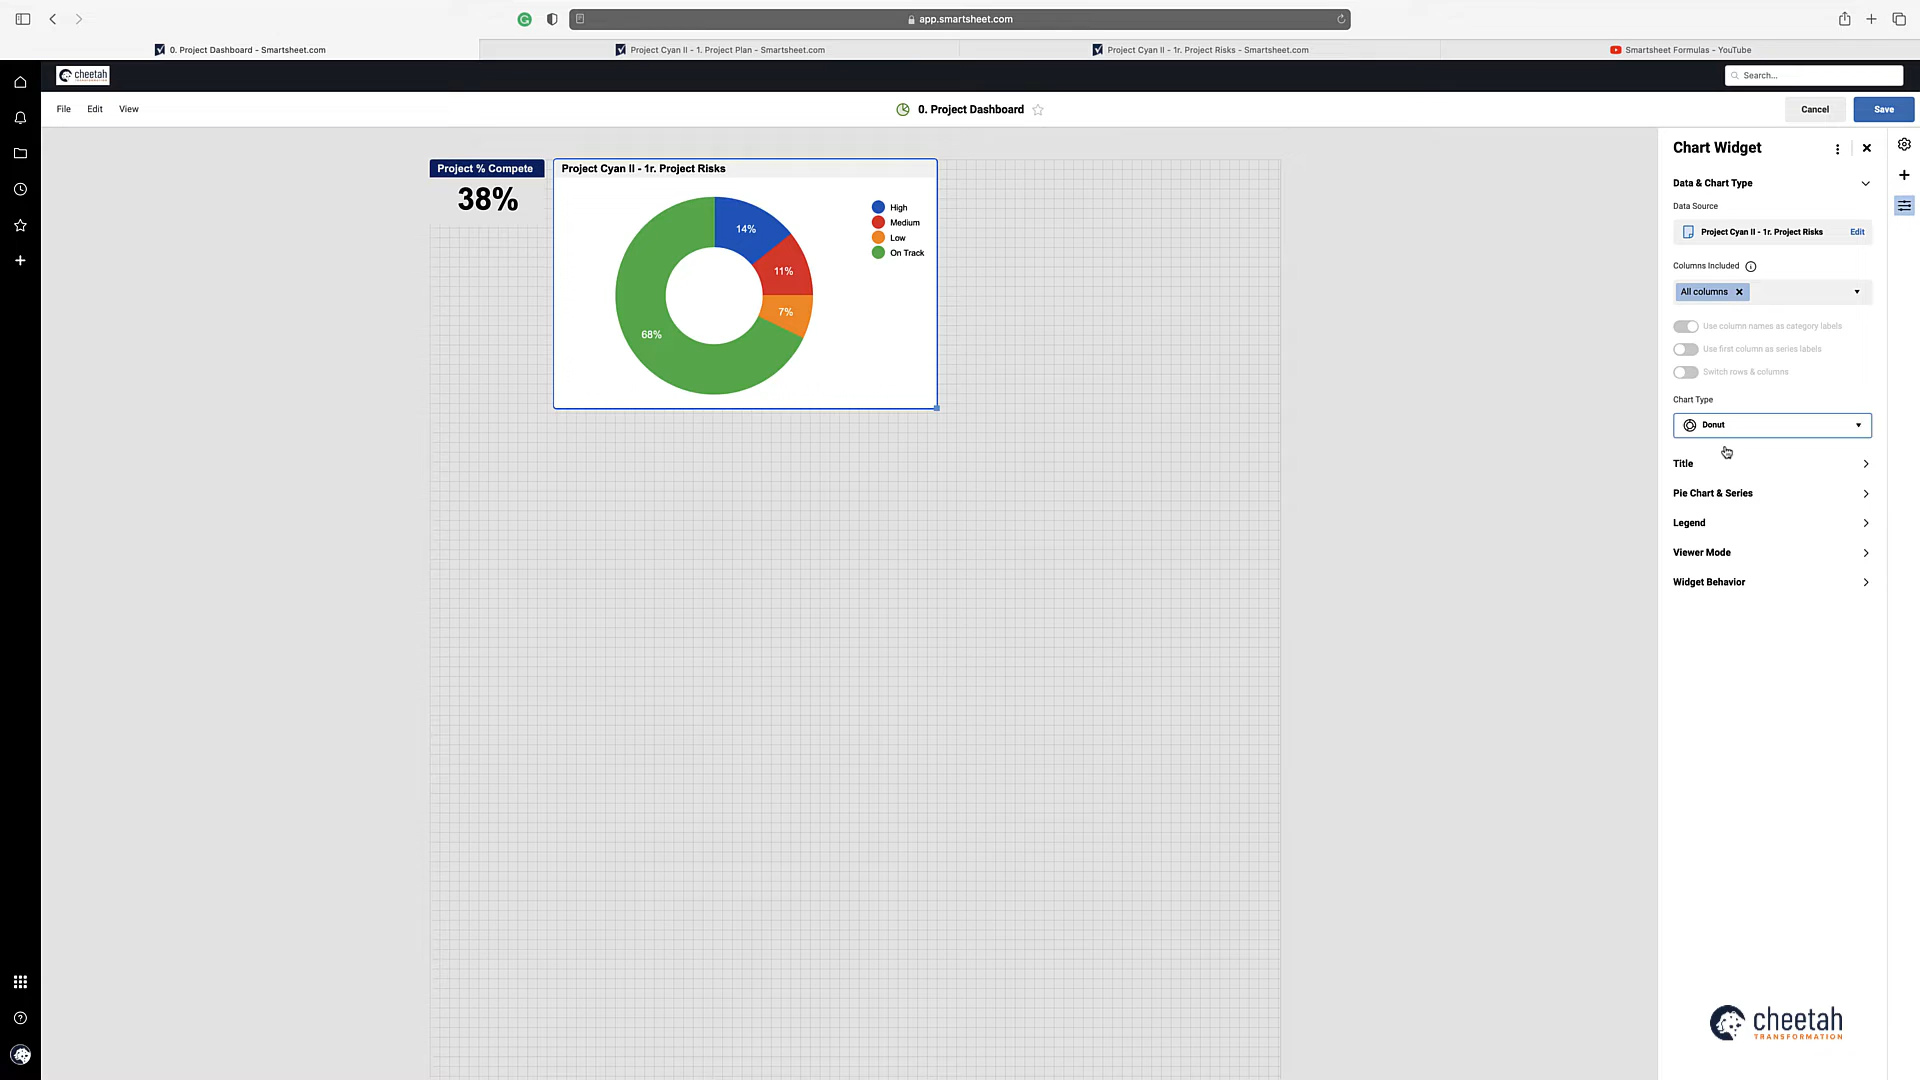 app.smartsheet.com
0. Project Dashboard - Smartsheet.com
Project Cyan II - 1. Project Plan - Smartsheet.com
Project Cyan II - 1r. Project Risks - Smartsheet.com
Smartsheet Formulas - YouTube
cheetah
TRANSFORMATION
Search...
File Edit View
0. Project Dashboard
Cancel Save
Project % Compete
38%
Project Cyan II - 1r. Project Risks
14%
11%
7%
68%
High
Medium
Low
On Track
Chart Widget
Data & Chart Type
Data Source
Project Cyan II - 1r. Project Risks Edit
Columns Included
All columns
Use column names as category labels
Use first column as series labels
Switch rows & columns
Chart Type
Donut
Title
Pie Chart & Series
Legend
Viewer Mode
Widget Behavior
cheetah
TRANSFORMATION